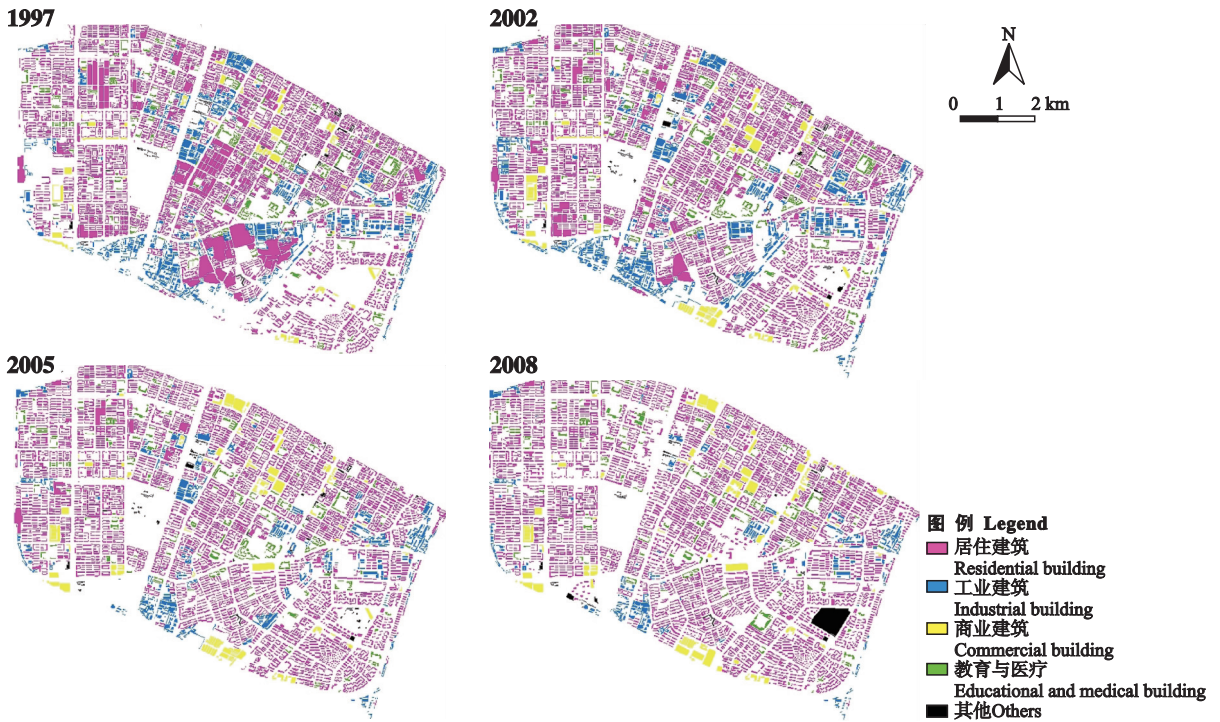 1997
2002
N
0 1 2 km
2005
2008
图 例 Legend
居住建筑
Residential building
工业建筑
Industrial building
商业建筑
Commercial building
教育与医疗
Educational and medical building
其他Others